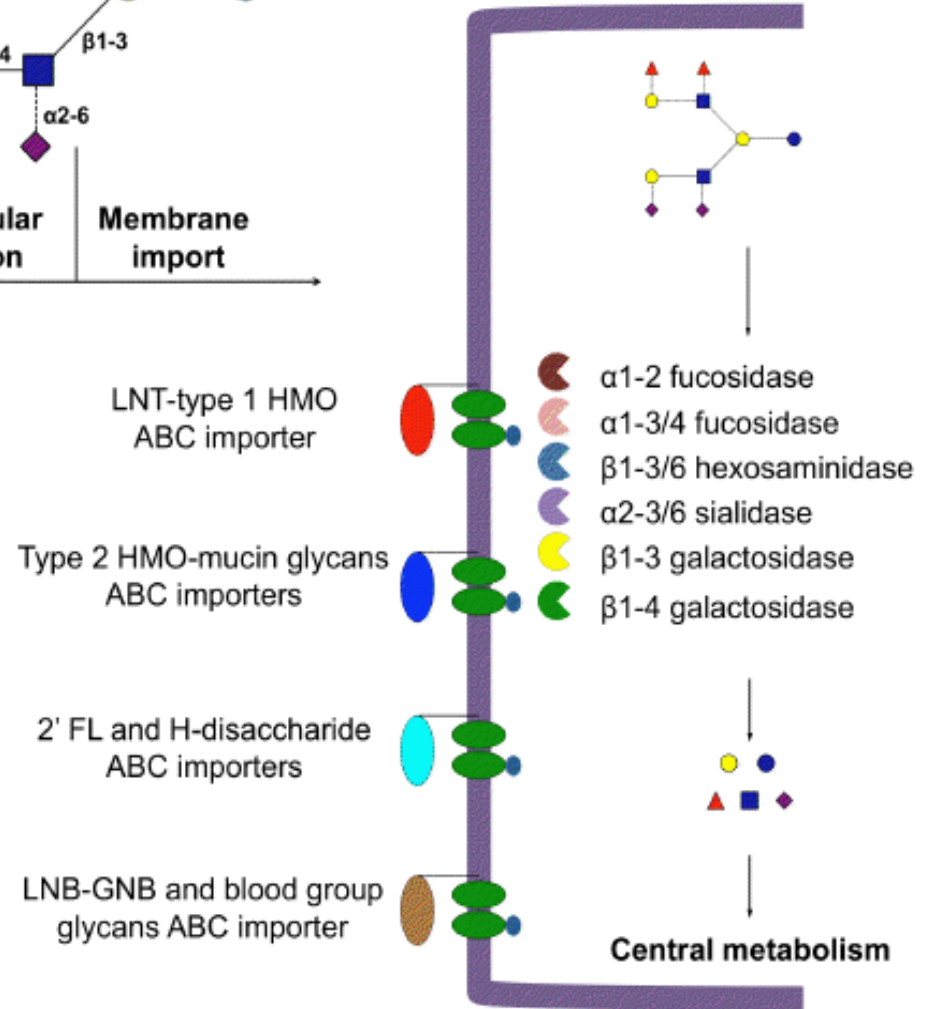 β1-3
4
α2-6
ular
on
Membrane
import
LNT-type 1 HMO
ABC importer
Type 2 HMO-mucin glycans
ABC importers
2' FL and H-disaccharide
ABC importers
LNB-GNB and blood group
glycans ABC importer
α1-2 fucosidase
α1-3/4 fucosidase
β1-3/6 hexosaminidase
α2-3/6 sialidase
β1-3 galactosidase
β1-4 galactosidase
Central metabolism